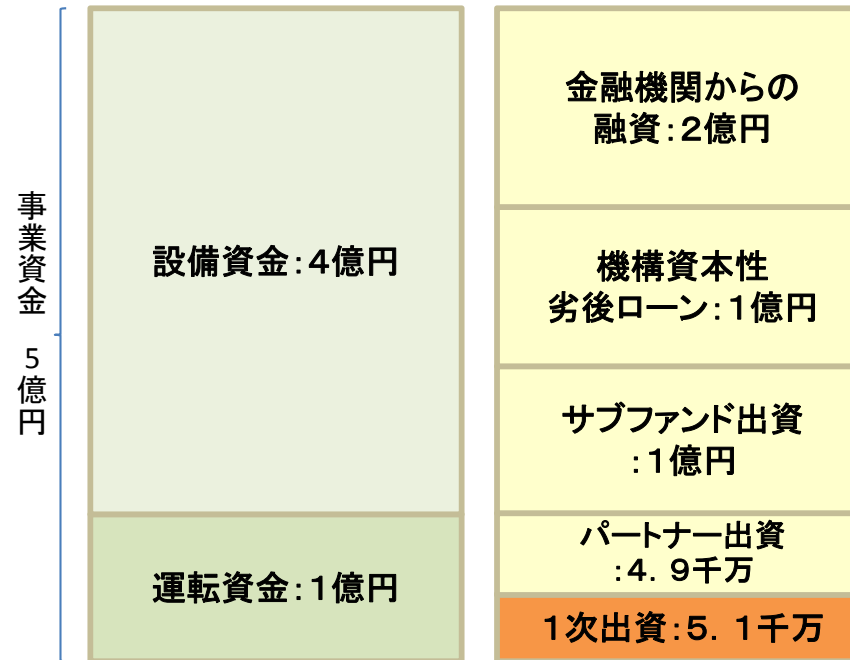 事業資金 5億円
設備資金:4億円
運転資金:1億円
金融機関からの
融資:2億円
機構資本性
劣後ローン:1億円
サブファンド出資
:1億円
パートナー出資
:4.9千万
1次出資:5.1千万